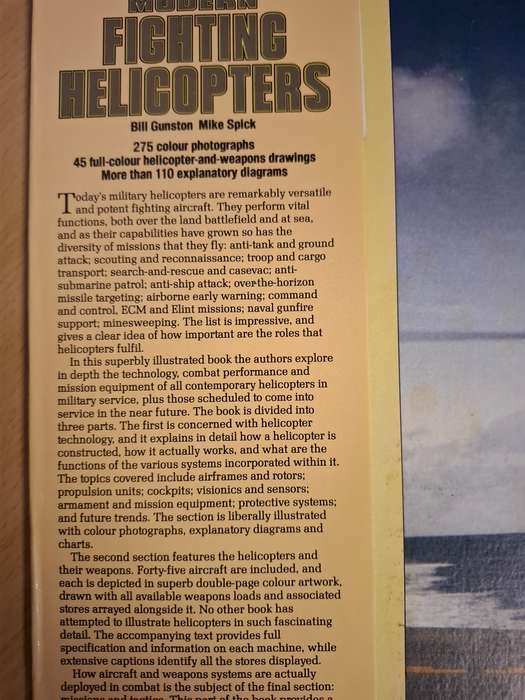 MODERN
FIGHTING
HELICOPTERS
Bill Gunston Mike Spick
275 colour photographs
45 full-colour helicopter-and-weapons drawings
More than 110 explanatory diagrams
Today's military helicopters are remarkably versatile
and potent fighting aircraft. They perform vital
functions, both over the land battlefield and at sea,
and as their capabilities have grown so has the
diversity of missions that they fly: anti-tank and ground
attack; scouting and reconnaissance; troop and cargo
transport; search-and-rescue and casevac; anti-
submarine patrol; anti-ship attack; over-the-horizon
missile targeting; airborne early warning; command
and control, ECM and Elint missions; naval gunfire
support; minesweeping. The list is impressive, and
gives a clear idea of how important are the roles that
helicopters fulfil.
In this superbly illustrated book the authors explore
in depth the technology, combat performance and
mission equipment of all contemporary helicopters in
military service, plus those scheduled to come into
service in the near future. The book is divided into
three parts. The first is concerned with helicopter
technology, and it explains in detail how a helicopter is
constructed, how it actually works, and what are the
functions of the various systems incorporated within it.
The topics covered include airframes and rotors;
propulsion units; cockpits; visionics and sensors;
armament and mission equipment; protective systems;
and future trends. The section is liberally illustrated
with colour photographs, explanatory diagrams and
charts.
The second section features the helicopters and
their weapons. Forty-five aircraft are included, and
each is depicted in superb double-page colour artwork,
drawn with all available weapons loads and associated
stores arrayed alongside it. No other book has
attempted to illustrate helicopters in such fascinating
detail. The accompanying text provides full
specification and information on each machine, while
extensive captions identify all the stores displayed.
How aircraft and weapons systems are actually
deployed in combat is the subject of the final section:
missions and tactics. This part of the book provides a